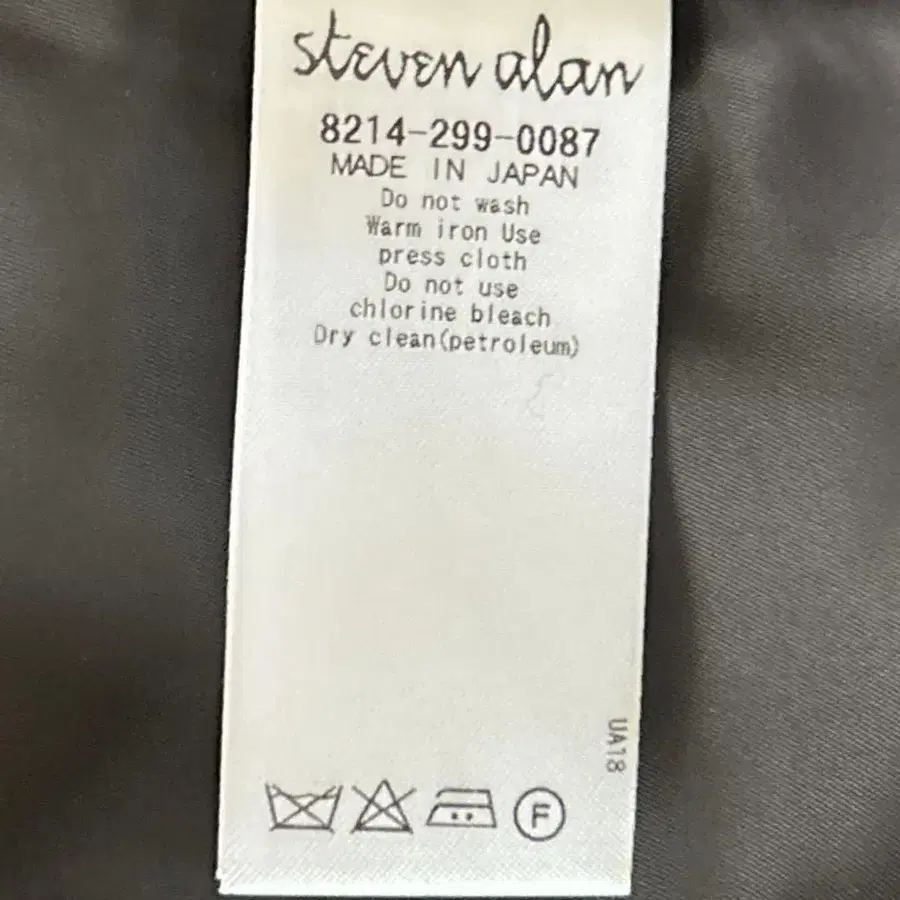 steven alan
8214-299-0087
MADE IN JAPAN
Do not wash
Warm iron Use
press cloth
Do not use
chlorine bleach
Dry clean(petroleum)
UA18
F